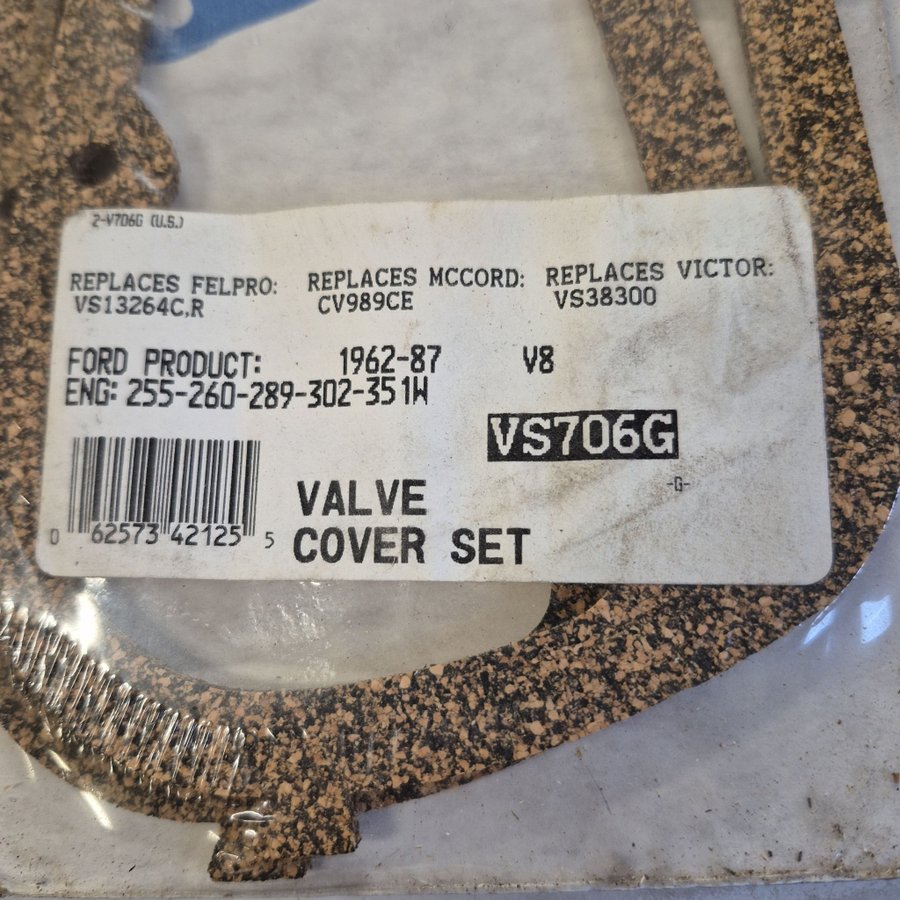 2-V706G (U.S.)
REPLACES FELPRO: REPLACES MCCORD: REPLACES VICTOR:
VS13264C,R CV989CE VS38300
FORD PRODUCT: 1962-87 V8
ENG: 255-260-289-302-351W
VS706G
-G-
VALVE
COVER SET
0 62573 42125 5